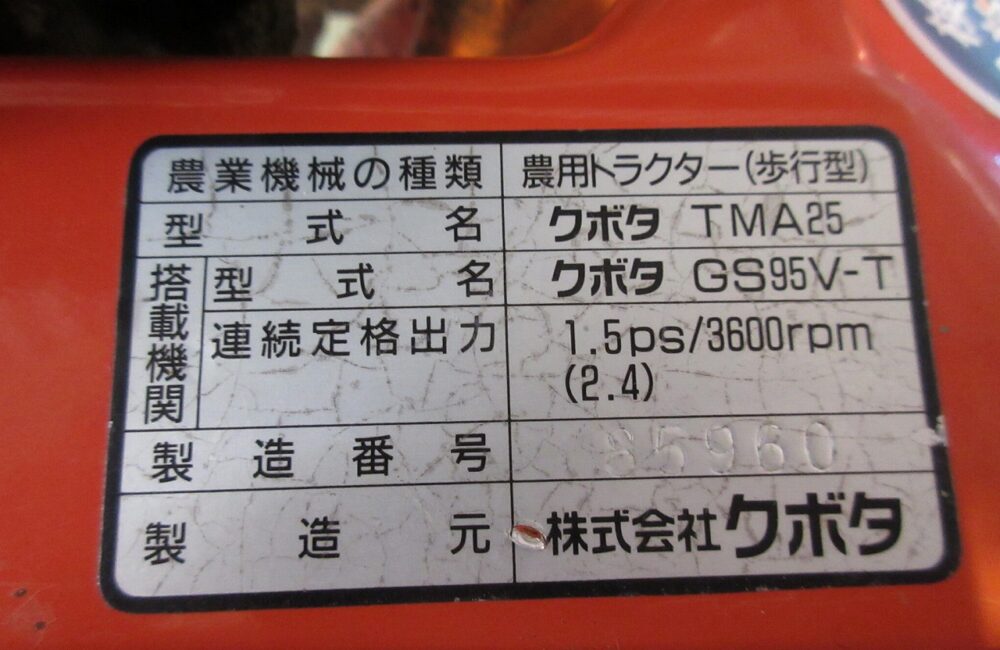 農業機械の種類 農用トラクター(歩行型)
型式名 クボタ TMA25
搭載機関 型式名 クボタ GS95V-T
連続定格出力 1.5ps/3600rpm
(2.4)
製造番号 85960
製造元 株式会社クボタ